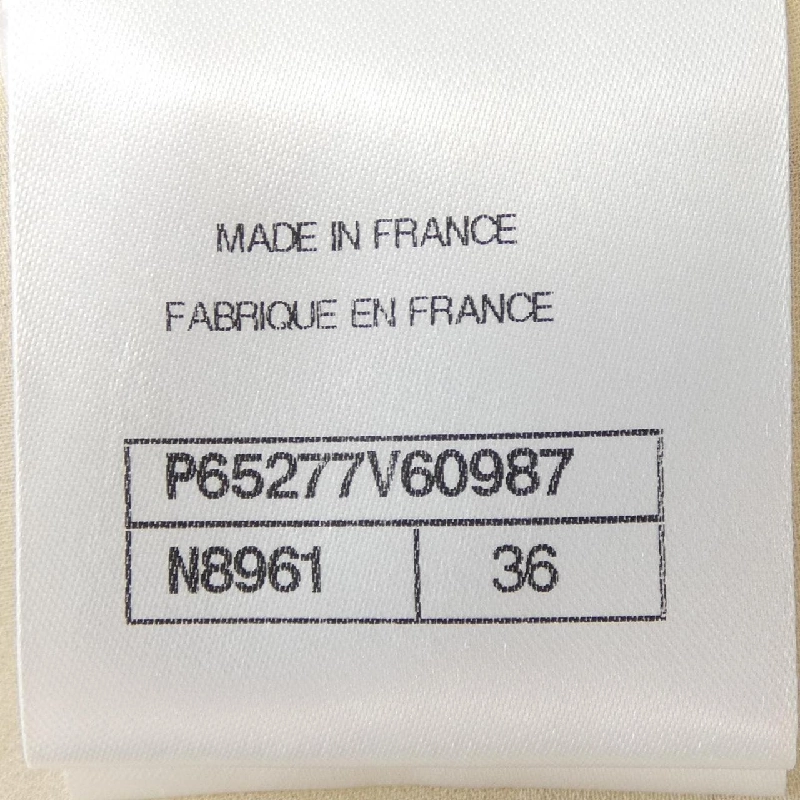 MADE IN FRANCE
FABRIQUE EN FRANCE
P65277V60987
N8961 36